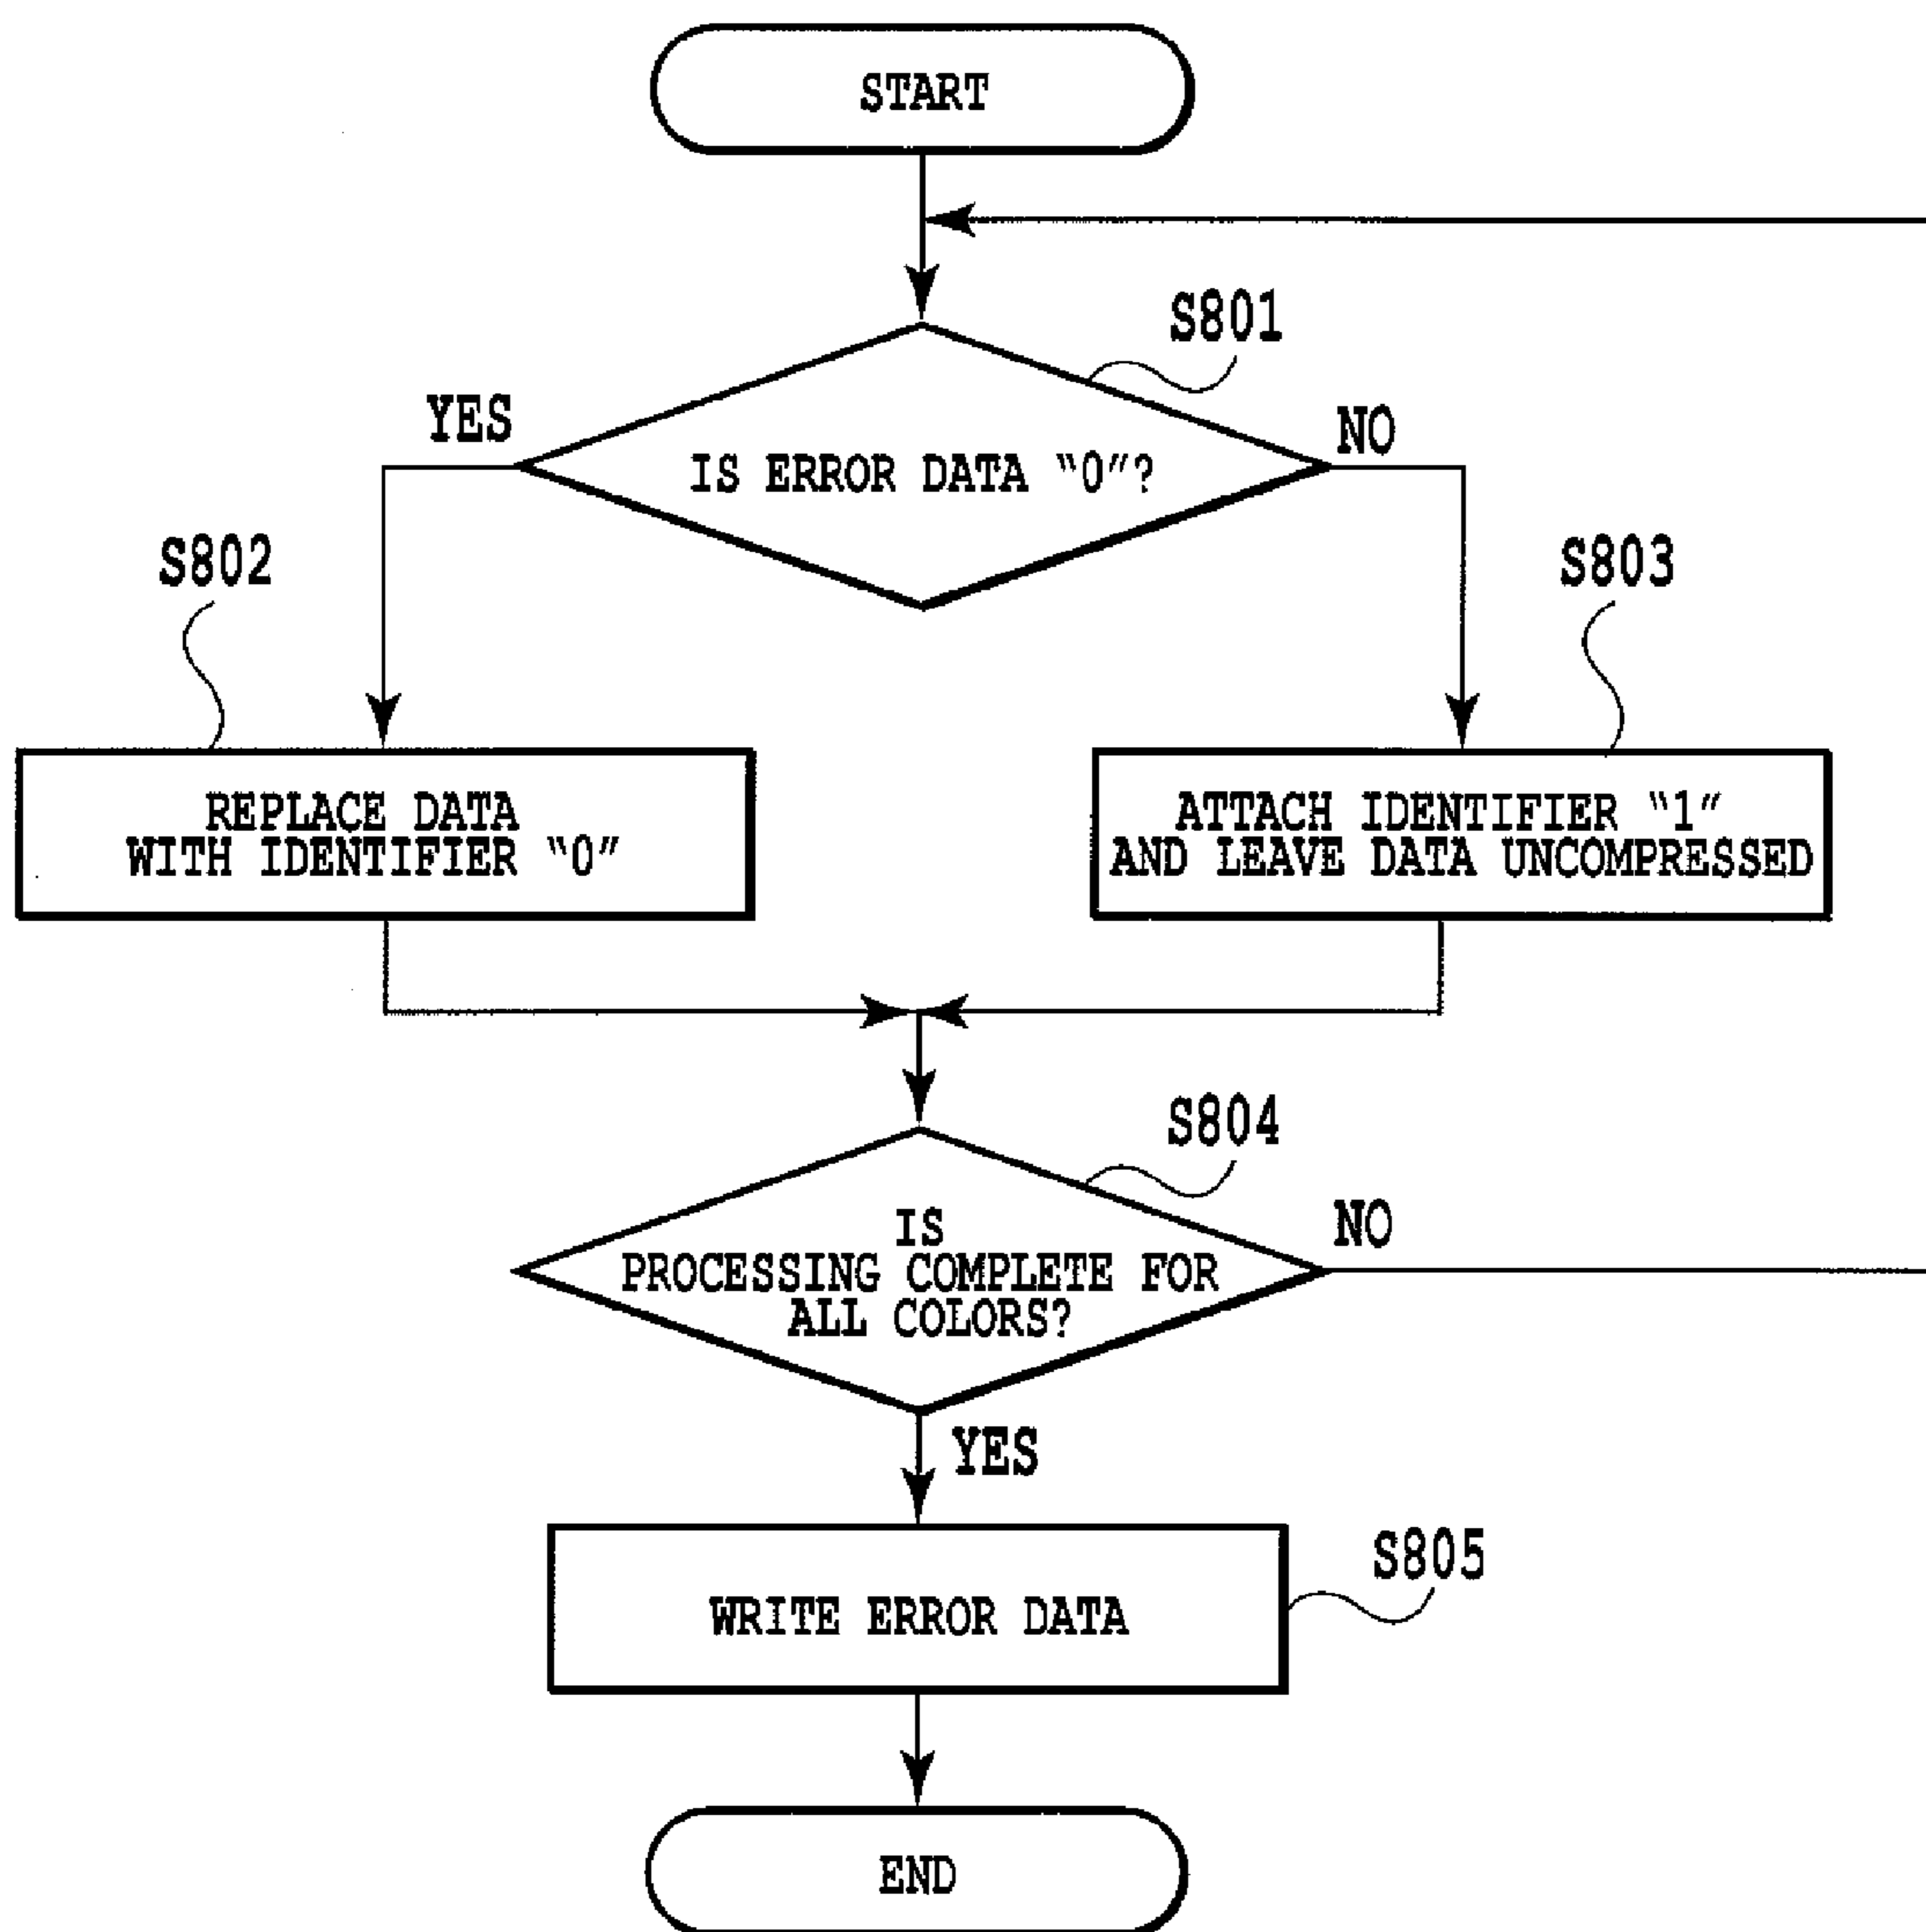 START
S801
YES
NO
IS ERROR DATA “0”?
S802
S803
REPLACE DATA
WITH IDENTIFIER “0”
ATTACH IDENTIFIER “1”
AND LEAVE DATA UNCOMPRESSED
S804
NO
IS
PROCESSING COMPLETE FOR
ALL COLORS?
YES
S805
WRITE ERROR DATA
END